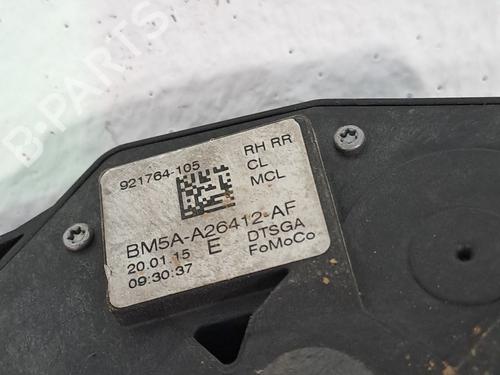 B-PARTS
921764-105
RH RR
CL
MCL
BM5A-A26412-AF
20.01.15 E DTSGA
09:30:37 FoMoCo